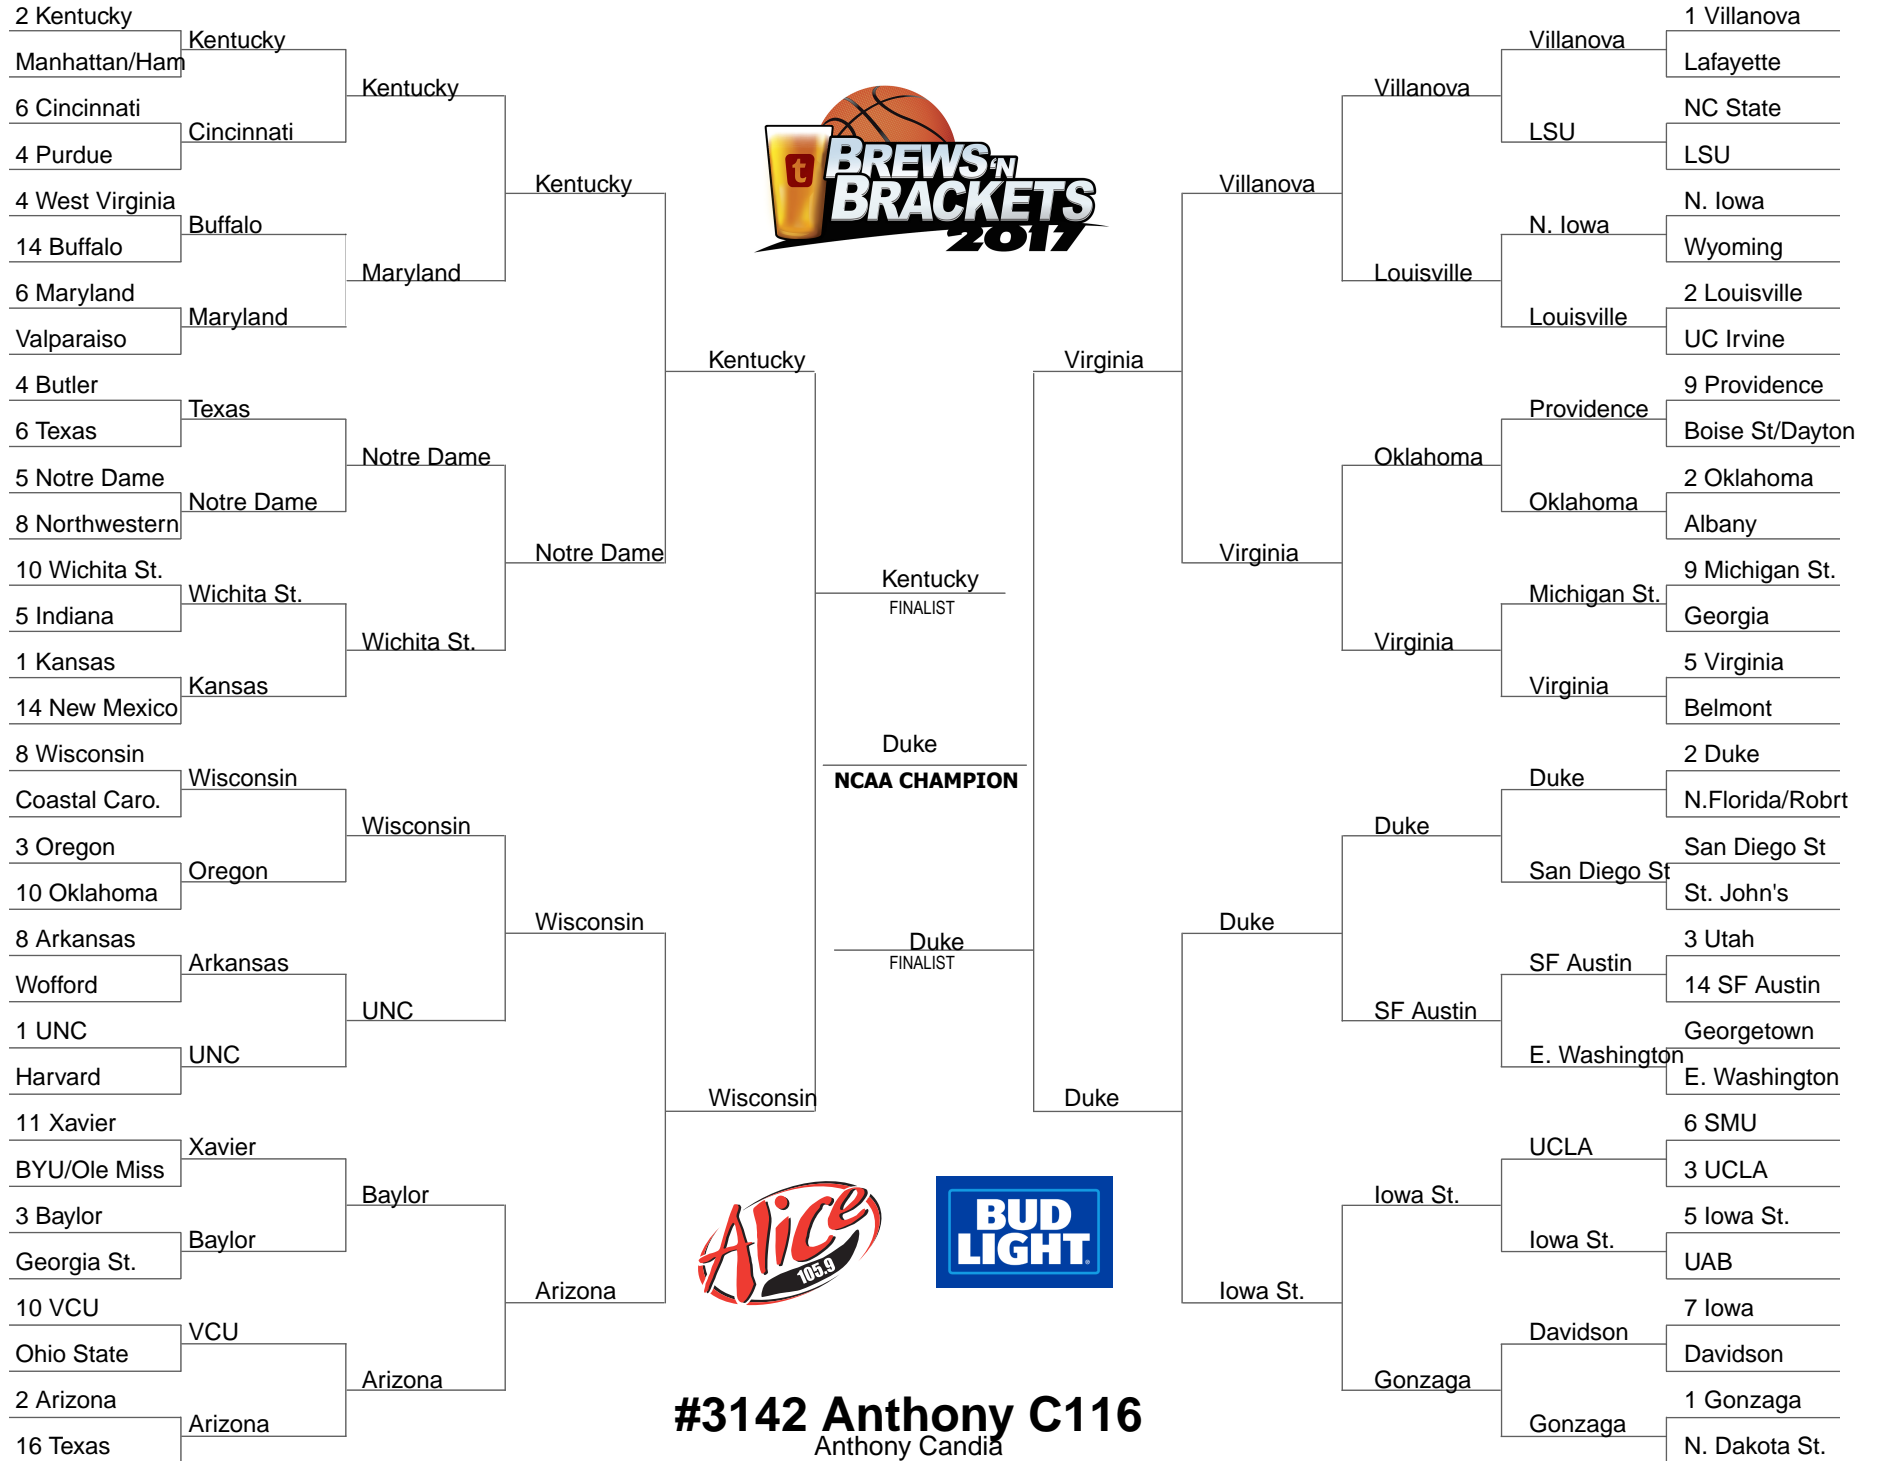 2 Kentucky
Manhattan/Ham
6 Cincinnati
4 Purdue
4 West Virginia
14 Buffalo
6 Maryland
Valparaiso
4 Butler
6 Texas
5 Notre Dame
8 Northwestern
10 Wichita St.
5 Indiana
1 Kansas
14 New Mexico
8 Wisconsin
Coastal Caro.
3 Oregon
10 Oklahoma
8 Arkansas
Wofford
1 UNC
Harvard
11 Xavier
BYU/Ole Miss
3 Baylor
Georgia St.
10 VCU
Ohio State
2 Arizona
16 Texas
Kentucky
Cincinnati
Buffalo
Maryland
Texas
Notre Dame
Wichita St.
Kansas
Wisconsin
Oregon
Arkansas
UNC
Xavier
Baylor
VCU
Arizona
Kentucky
Maryland
Notre Dame
Wichita St.
Wisconsin
UNC
Baylor
Arizona
Kentucky
Notre Dame
Wisconsin
Arizona
Kentucky
Wisconsin
t
BREWS 'N
BRACKETS
2017
Kentucky
FINALIST
Duke
NCAA CHAMPION
Duke
FINALIST
Alice
105.9
BUD
LIGHT
#3142 Anthony C116
Anthony Candia
Virginia
Duke
Villanova
Virginia
Duke
Iowa St.
Villanova
Louisville
Oklahoma
Virginia
Duke
SF Austin
Iowa St.
Gonzaga
Villanova
LSU
N. Iowa
Louisville
Providence
Oklahoma
Michigan St.
Virginia
Duke
San Diego St
SF Austin
E. Washington
UCLA
Iowa St.
Davidson
Gonzaga
1 Villanova
Lafayette
NC State
LSU
N. Iowa
Wyoming
2 Louisville
UC Irvine
9 Providence
Boise St/Dayton
2 Oklahoma
Albany
9 Michigan St.
Georgia
5 Virginia
Belmont
2 Duke
N.Florida/Robrt
San Diego St
St. John's
3 Utah
14 SF Austin
Georgetown
E. Washington
6 SMU
3 UCLA
5 Iowa St.
UAB
7 Iowa
Davidson
1 Gonzaga
N. Dakota St.